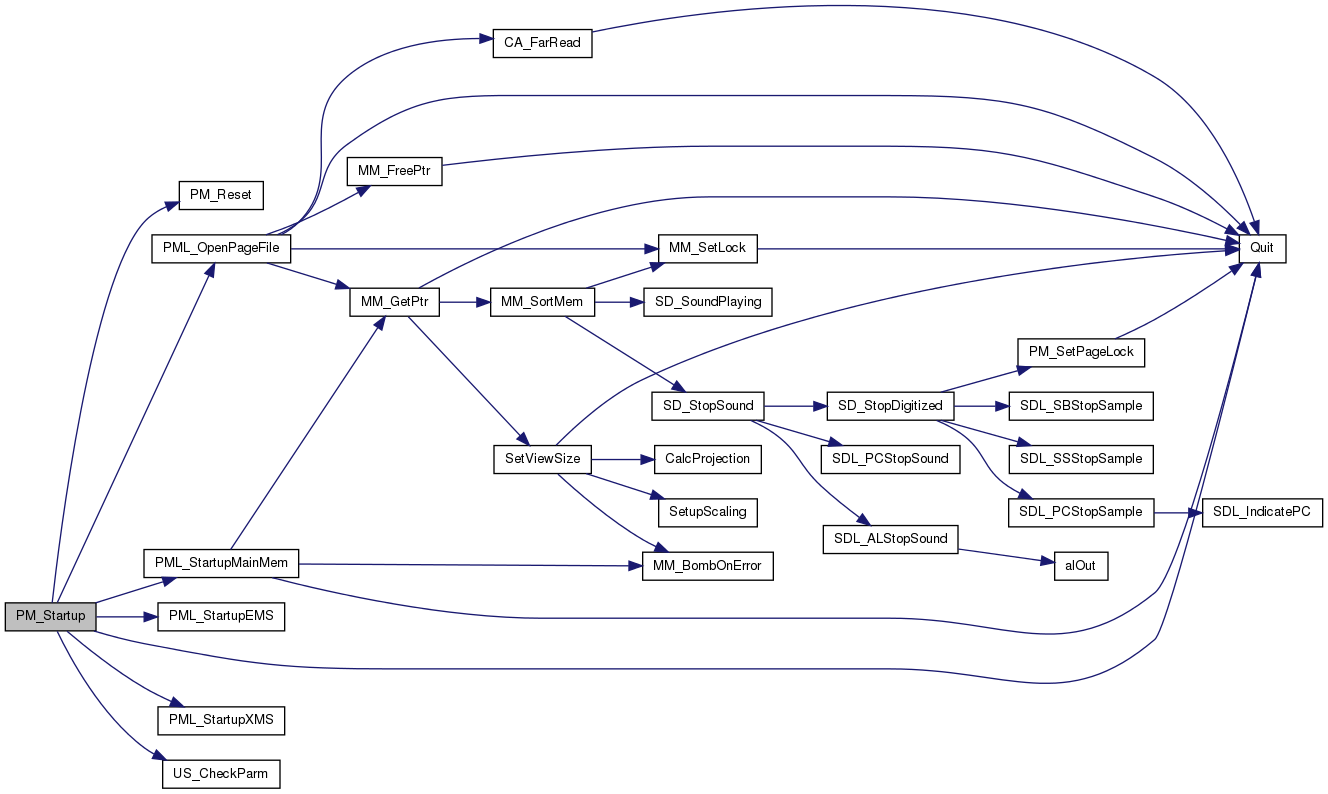 CA_FarRead
MM_FreePtr
PM_Reset
PML_OpenPageFile
MM_SetLock
Quit
MM_GetPtr
MM_SortMem
SD_SoundPlaying
PM_SetPageLock
SD_StopSound
SD_StopDigitized
SDL_SBStopSample
SetViewSize
CalcProjection
SDL_PCStopSound
SDL_SSStopSample
SetupScaling
SDL_PCStopSample
SDL_IndicatePC
SDL_ALStopSound
PML_StartupMainMem
MM_BombOnError
alOut
PM_Startup
PML_StartupEMS
PML_StartupXMS
US_CheckParm